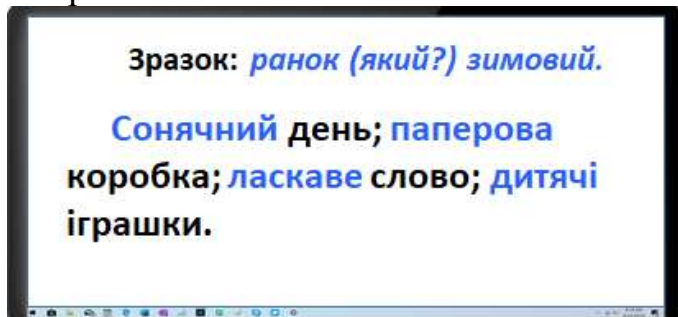 Зразок: ранок (який?) зимовий.
Сонячний день; паперова
коробка; ласкаве слово; дитячі
іграшки.